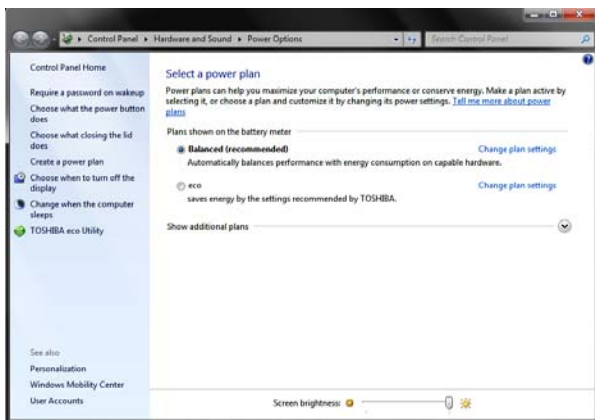 Control Panel ▸ Hardware and Sound ▸ Power Options
Search Control Panel
Control Panel Home
Require a password on wakeup
Choose what the power button
does
Choose what closing the lid
does
Create a power plan
Choose when to turn off the
display
Change when the computer
sleeps
TOSHIBA eco Utility
See also
Personalization
Windows Mobility Center
User Accounts
Select a power plan
Power plans can help you maximize your computer's performance or conserve energy. Make a plan active by
selecting it, or choose a plan and customize it by changing its power settings. Tell me more about power
plans
Plans shown on the battery meter
Balanced (recommended) Change plan settings
Automatically balances performance with energy consumption on capable hardware.
eco Change plan settings
saves energy by the settings recommended by TOSHIBA.
Show additional plans
Screen brightness: